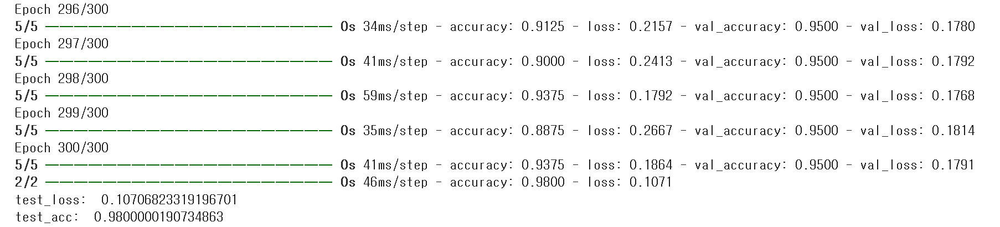 Epoch 296/300
5/5 ━━━━━━━━━━━━━━━━━━━━ 0s 34ms/step - accuracy: 0.9125 - loss: 0.2157 - val_accuracy: 0.9500 - val_loss: 0.1780
Epoch 297/300
5/5 ━━━━━━━━━━━━━━━━━━━━ 0s 41ms/step - accuracy: 0.9000 - loss: 0.2413 - val_accuracy: 0.9500 - val_loss: 0.1792
Epoch 298/300
5/5 ━━━━━━━━━━━━━━━━━━━━ 0s 59ms/step - accuracy: 0.9375 - loss: 0.1792 - val_accuracy: 0.9500 - val_loss: 0.1768
Epoch 299/300
5/5 ━━━━━━━━━━━━━━━━━━━━ 0s 35ms/step - accuracy: 0.8875 - loss: 0.2667 - val_accuracy: 0.9500 - val_loss: 0.1814
Epoch 300/300
5/5 ━━━━━━━━━━━━━━━━━━━━ 0s 41ms/step - accuracy: 0.9375 - loss: 0.1864 - val_accuracy: 0.9500 - val_loss: 0.1791
2/2 ━━━━━━━━━━━━━━━━━━━━ 0s 46ms/step - accuracy: 0.9800 - loss: 0.1071
test_loss:  0.10706823319196701
test_acc:  0.9800000190734863